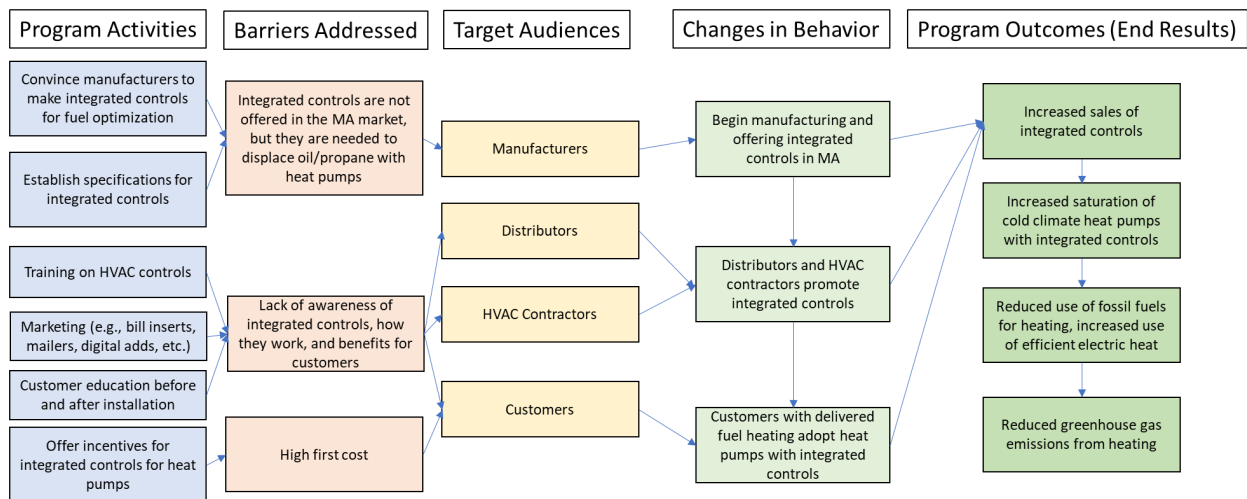 Program Activities
Barriers Addressed
Target Audiences
Changes in Behavior
Program Outcomes (End Results)
Convince manufacturers to
make integrated controls
for fuel optimization
Establish specifications for
integrated controls
Training on HVAC controls
Marketing (e.g., bill inserts,
mailers, digital adds, etc.)
Customer education before
and after installation
Offer incentives for
integrated controls for heat
pumps
Integrated controls are not
offered in the MA market,
but they are needed to
displace oil/propane with
heat pumps
Lack of awareness of
integrated controls, how
they work, and benefits for
customers
High first cost
Manufacturers
Distributors
HVAC Contractors
Customers
Begin manufacturing and
offering integrated
controls in MA
Distributors and HVAC
contractors promote
integrated controls
Customers with delivered
fuel heating adopt heat
pumps with integrated
controls
Increased sales of
integrated controls
Increased saturation of
cold climate heat pumps
with integrated controls
Reduced use of fossil fuels
for heating, increased use
of efficient electric heat
Reduced greenhouse gas
emissions from heating